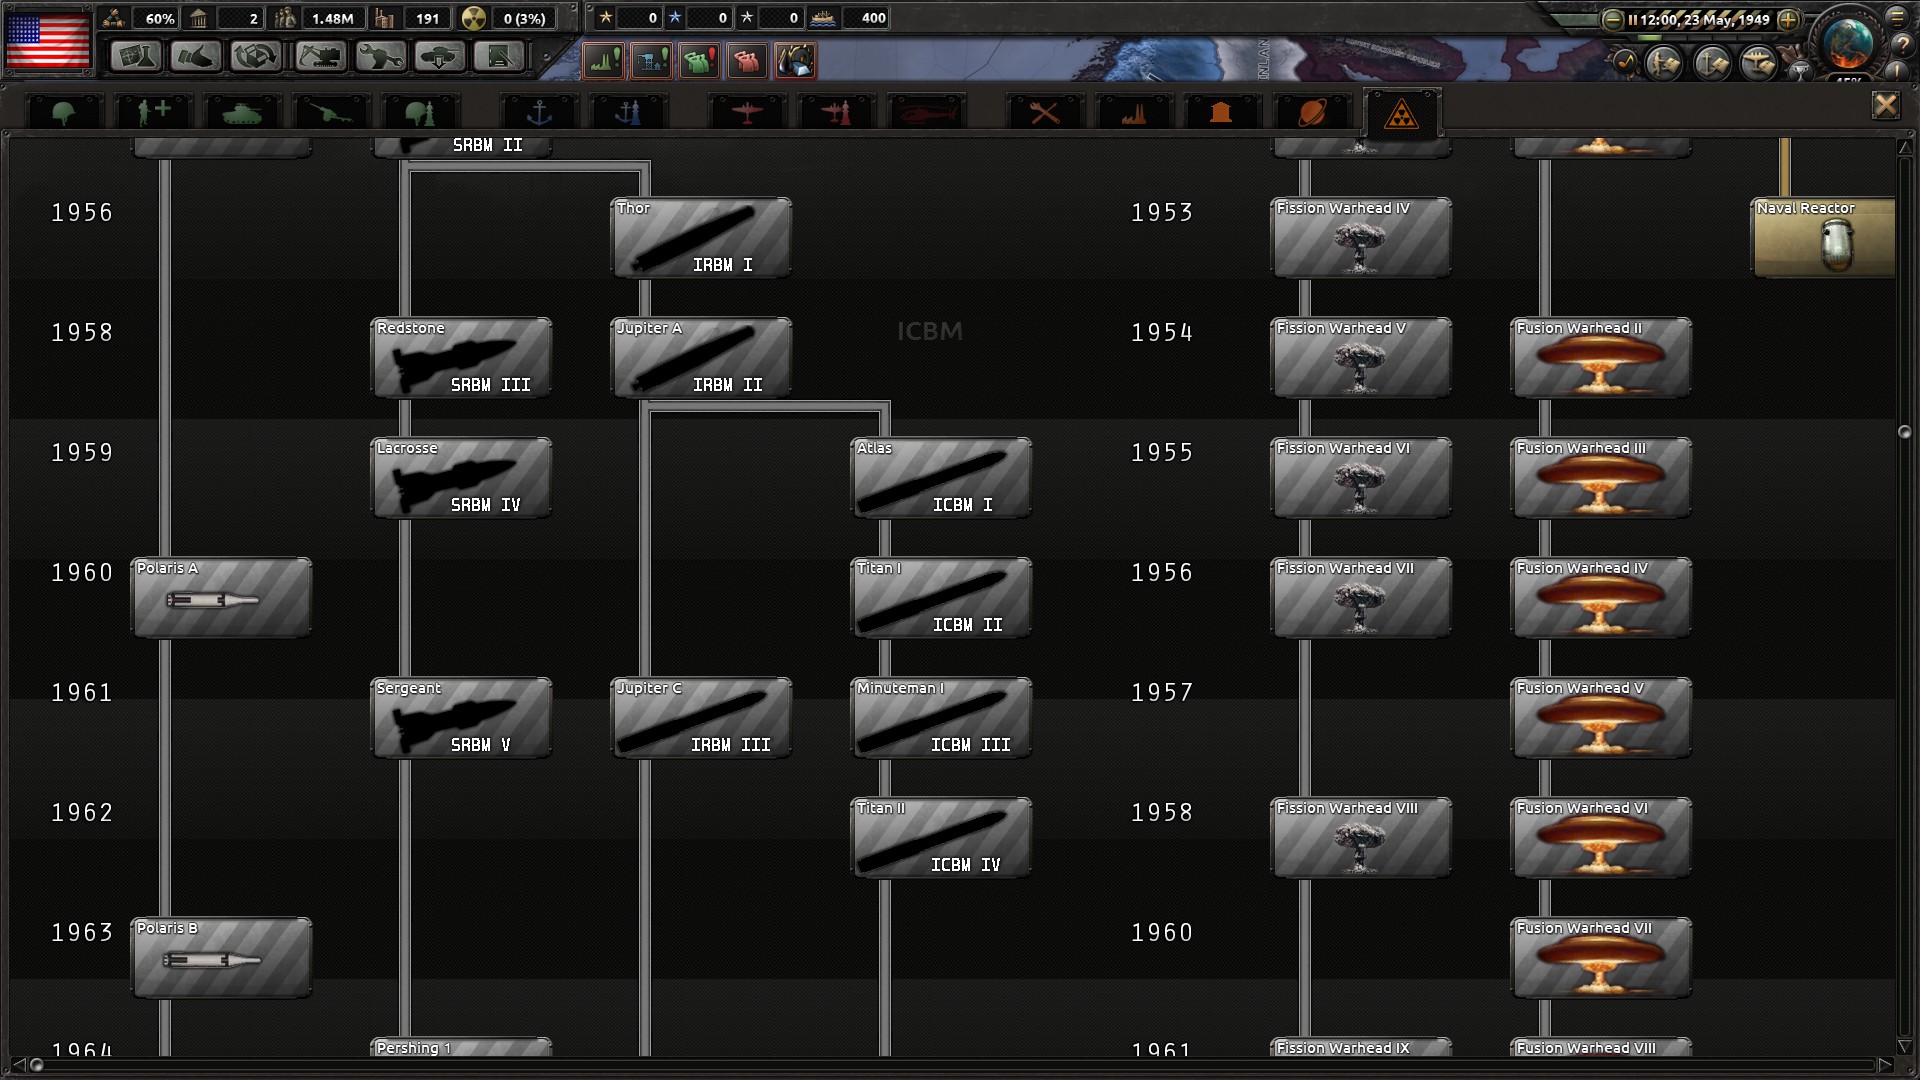 60% 2 1.48M 191 0 (3%) 0 0 0 400 12:00, 23 May, 1949
SRBM II
1956 Thor IRBM I 1953 Fission Warhead IV Naval Reactor
1958 Redstone SRBM III Jupiter A IRBM II ICBM 1954 Fission Warhead V Fusion Warhead II
1959 Lacrosse SRBM IV Atlas ICBM I 1955 Fission Warhead VI Fusion Warhead III
1960 Polaris A Titan I ICBM II 1956 Fission Warhead VII Fusion Warhead IV
1961 Sergeant SRBM V Jupiter C IRBM III Minuteman I ICBM III 1957 Fusion Warhead V
1962 Titan II ICBM IV 1958 Fission Warhead VIII Fusion Warhead VI
1963 Polaris B 1960 Fusion Warhead VII
1964 Pershing 1 1961 Fission Warhead IX Fusion Warhead VIII